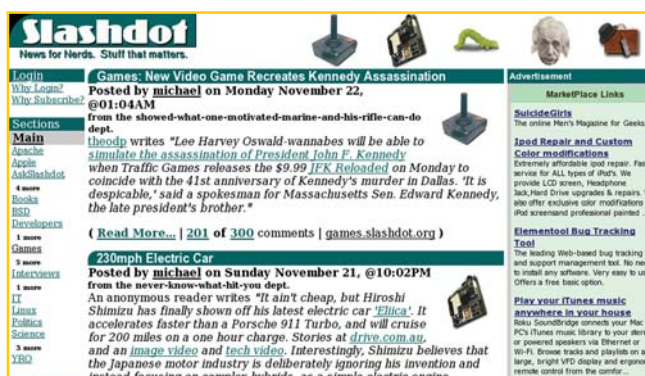 Slashdot
News for Nerds. Stuff that matters.
Login
Why Login?
Why Subscribe?
Sections
Main
Apache
Apple
AskSlashdot
4 more
Books
BSD
Developers
1 more
Games
5 more
Interviews
1 more
IT
Linux
Politics
Science
3 more
YRO
Games: New Video Game Recreates Kennedy Assassination
Posted by michael on Monday November 22,
@01:04AM
from the showed-what-one-motivated-marine-and-his-rifle-can-do
dept.
theodp writes "Lee Harvey Oswald-wannabes will be able to
simulate the assassination of President John F. Kennedy
when Traffic Games releases the $9.99 JFK Reloaded on Monday to
coincide with the 41st anniversary of Kennedy's murder in Dallas. 'It is
despicable,' said a spokesman for Massachusetts Sen. Edward Kennedy,
the late president's brother."
( Read More... | 201 of 300 comments | games.slashdot.org )
230mph Electric Car
Posted by michael on Sunday November 21, @10:02PM
from the never-know-what-hit-you dept.
An anonymous reader writes "It ain't cheap, but Hiroshi
Shimizu has finally shown off his latest electric car 'Eliica'. It
accelerates faster than a Porsche 911 Turbo, and will cruise
for 200 miles on a one hour charge. Stories at drive.com.au,
and an image video and tech video. Interestingly, Shimizu believes that
the Japanese motor industry is deliberately ignoring his invention and
instead focusing on complex hybrids, as a simple electric engine
Advertisement
MarketPlace Links
SuicideGirls
The online Men's Magazine for Geeks.
Ipod Repair and Custom
Color modifications
Extremely affordable ipod repair. Fast
service for ALL types of iPod's. We
provide LCD screen, Headphone
Jack,Hard Drive upgrades & repairs.
also offer exclusive color modifications
iPod screensand professional painted .
Elementool Bug Tracking
Tool
The leading Web-based bug tracking
and support management tool. No need
to install any software. Very easy to use
Offers a free basic option.
Play your iTunes music
anywhere in your house
Roku SoundBridge connects your Mac
PC's iTunes music library to your stereo
or powered speakers via Ethernet or
Wi-Fi. Browse tracks and playlists on a
large, bright VFD display and ergonomic
remote control from the comfor...